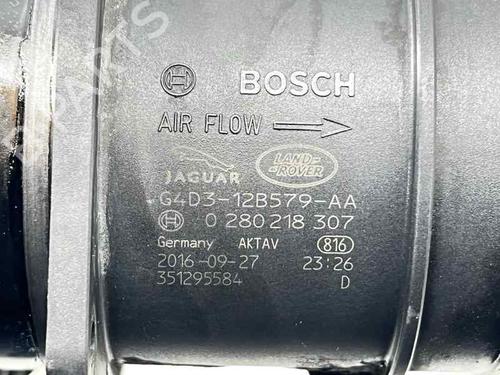 BOSCH
AIR FLOW
JAGUAR LAND-ROVER
G4D3-12B579-AA
0 280 218 307
Germany AKTAV 816
2016-09-27 23:26
351295584 D